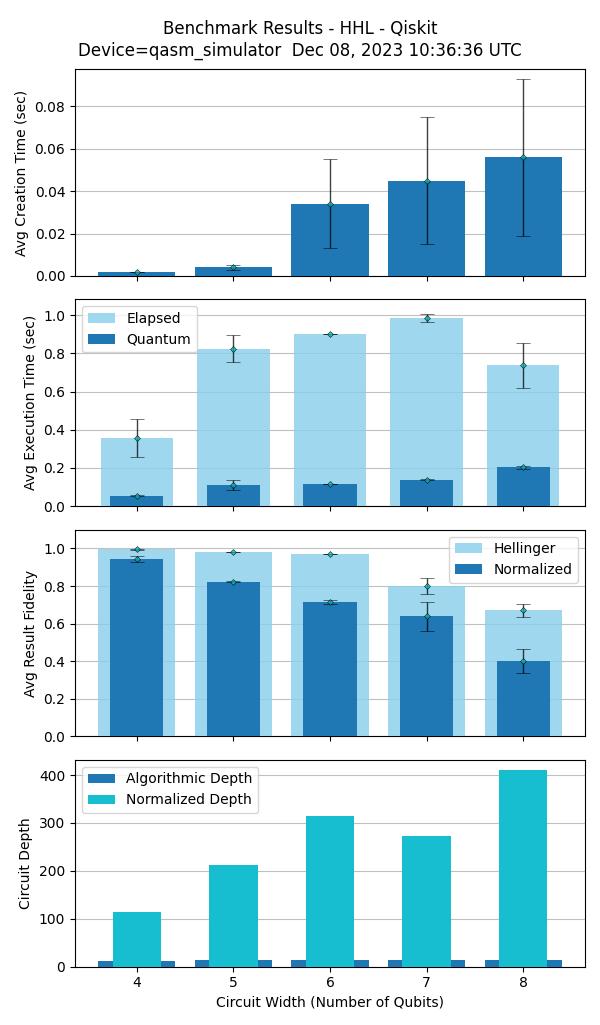 Benchmark Results - HHL - Qiskit
Device=qasm_simulator  Dec 08, 2023 10:36:36 UTC
Avg Creation Time (sec)
0.08
0.06
0.04
0.02
0.00
Avg Execution Time (sec)
1.0
0.8
0.6
0.4
0.2
0.0
Elapsed
Quantum
Avg Result Fidelity
1.0
0.8
0.6
0.4
0.2
0.0
Hellinger
Normalized
Circuit Depth
400
300
200
100
0
Algorithmic Depth
Normalized Depth
4 5 6 7 8
Circuit Width (Number of Qubits)